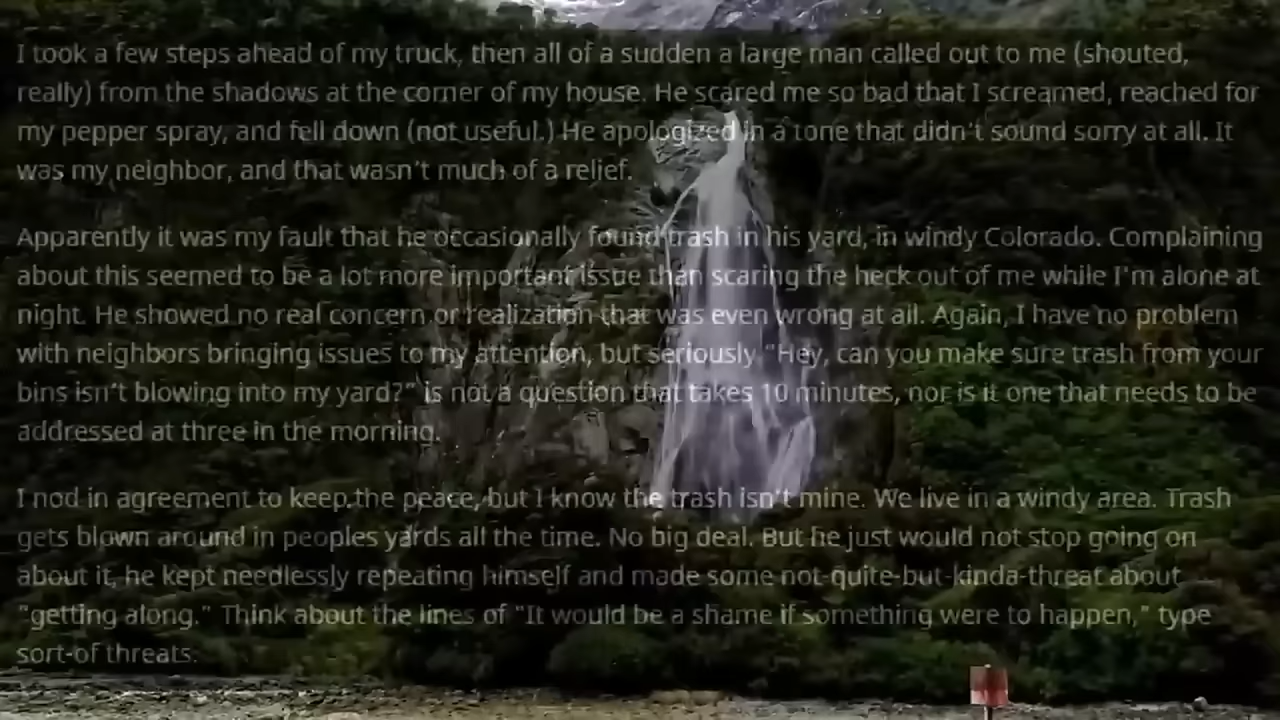 I took a few steps ahead of my truck, then all of a sudden a large man called out to me (shouted,
really) from the shadows at the corner of my house. He scared me so bad that I screamed, reached for
my pepper spray, and fell down (not useful.) He apologized in a tone that didn't sound sorry at all. It
was my neighbor, and that wasn't much of a relief.
Apparently it was my fault that he occasionally found trash in his yard, in windy Colorado. Complaining
about this seemed to be a lot more important issue than scaring the heck out of me while I'm alone at
night. He showed no real concern or realization that was even wrong at all. Again, I have no problem
with neighbors bringing issues to my attention, but seriously "Hey, can you make sure trash from your
bins isn't blowing into my yard?" is not a question that takes 10 minutes, nor is it one that needs to be
addressed at three in the morning.
I nod in agreement to keep the peace, but I know the trash isn't mine. We live in a windy area. Trash
gets blown around in peoples yards all the time. No big deal. But he just would not stop going on
about it, he kept needlessly repeating himself and made some not-quite-but-kinda-threat about
"getting along." Think about the lines of "It would be a shame if something were to happen," type
sort-of threats.